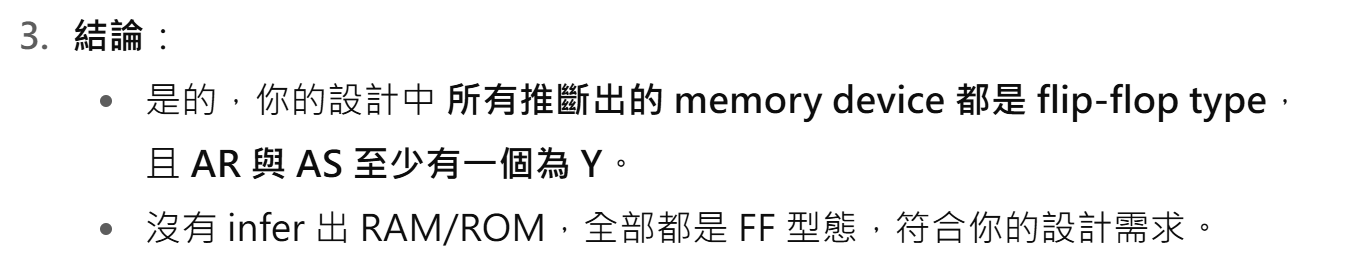 3. 結論：
• 是的，你的設計中 所有推斷出的 memory device 都是 flip-flop type，
且 AR 與 AS 至少有一個為 Y。
• 沒有 infer 出 RAM/ROM，全部都是 FF 型態，符合你的設計需求。